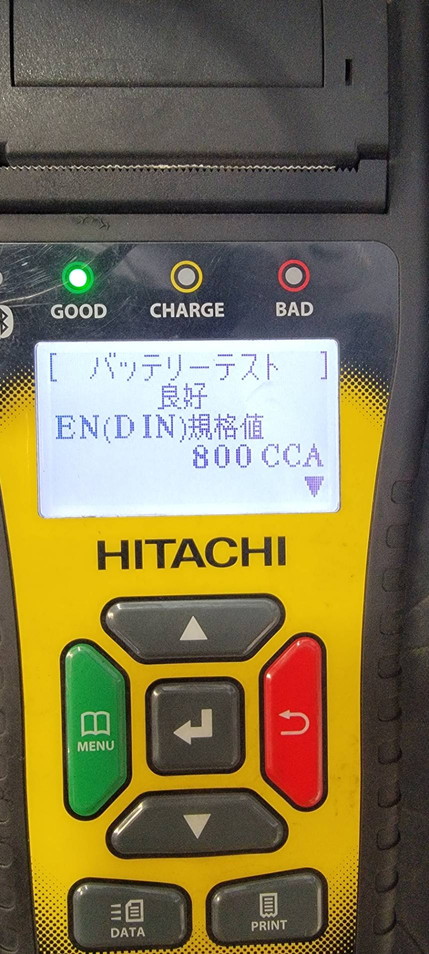 GOOD CHARGE BAD
[ バッテリーテスト ]
良好
EN(DIN)規格値
800 CCA
HITACHI
MENU
DATA
PRINT